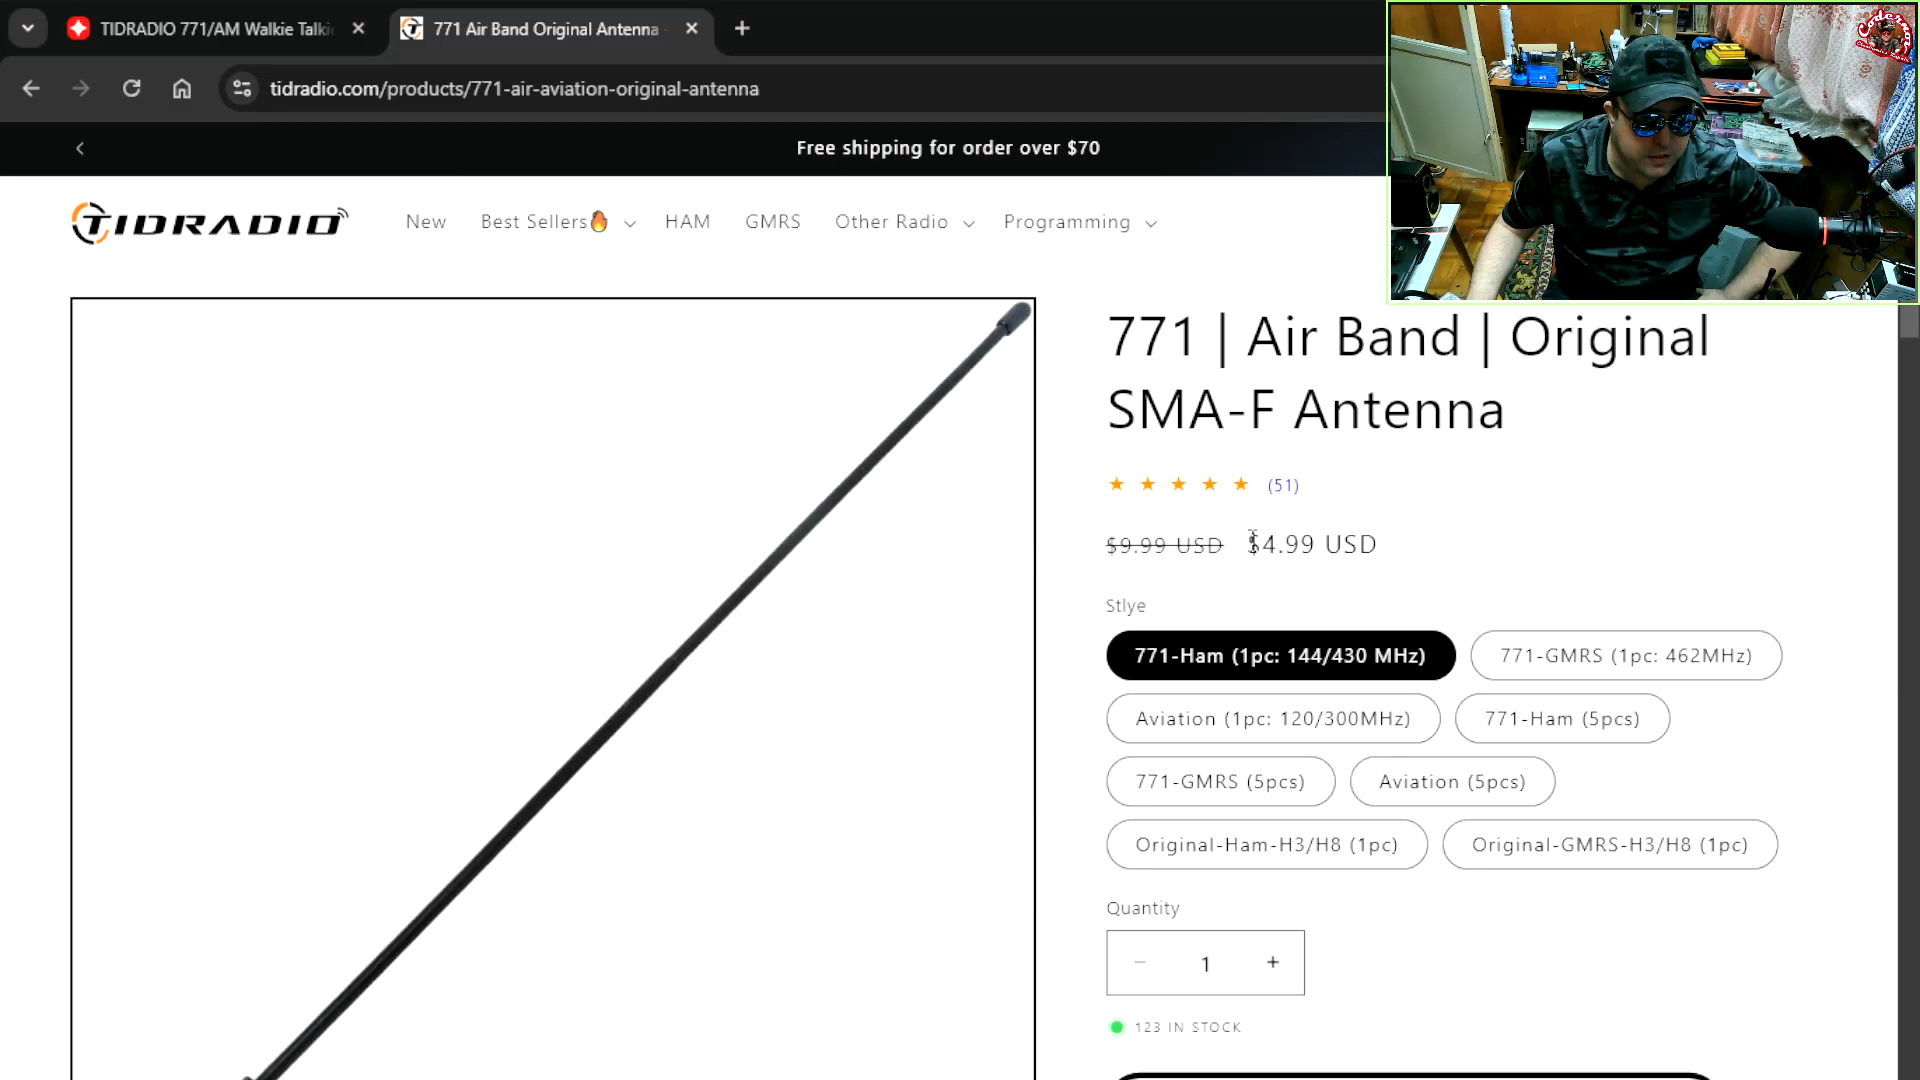 TIDRADIO 771/AM Walkie Talki
771 Air Band Original Antenna -
tidradio.com/products/771-air-aviation-original-antenna
Free shipping for order over $70
TIDRADIO
New
Best Sellers🔥
HAM
GMRS
Other Radio
Programming
771 | Air Band | Original
SMA-F Antenna
(51)
$9.99 USD $4.99 USD
Stlye
771-Ham (1pc: 144/430 MHz)
771-GMRS (1pc: 462MHz)
Aviation (1pc: 120/300MHz)
771-Ham (5pcs)
771-GMRS (5pcs)
Aviation (5pcs)
Original-Ham-H3/H8 (1pc)
Original-GMRS-H3/H8 (1pc)
Quantity
− 1 +
123 IN STOCK